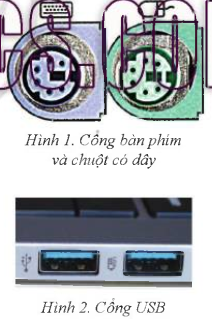 Hình 1. Cổng bàn phím
và chuột có dây
Hình 2. Cổng USB